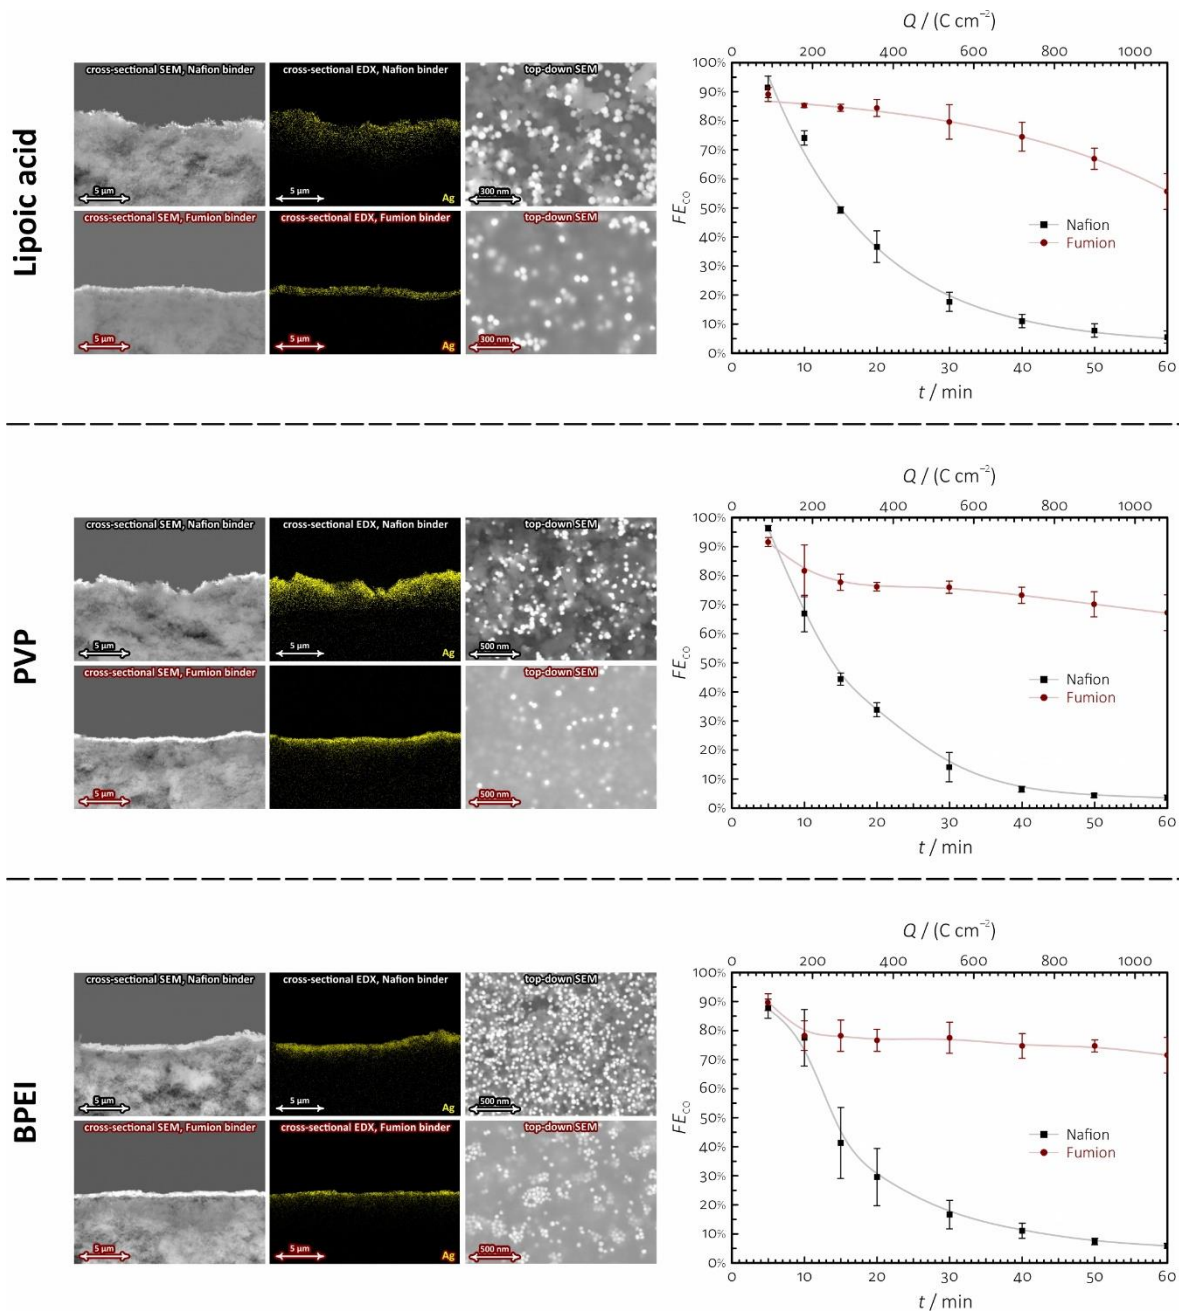 Lipoic acid
cross-sectional SEM, Nafion binder
5 µm
cross-sectional EDX, Nafion binder
5 µm
Ag
top-down SEM
300 nm
cross-sectional SEM, Fumion binder
5 µm
cross-sectional EDX, Fumion binder
5 µm
Ag
top-down SEM
300 nm
Q / (C cm⁻²)
0 200 400 600 800 1000
100%
90%
80%
70%
60%
50%
40%
30%
20%
10%
0%
FE_CO
Nafion
Fumion
0 10 20 30 40 50 60
t / min
PVP
cross-sectional SEM, Nafion binder
5 µm
cross-sectional EDX, Nafion binder
5 µm
Ag
top-down SEM
500 nm
cross-sectional SEM, Fumion binder
5 µm
cross-sectional EDX, Fumion binder
5 µm
Ag
top-down SEM
500 nm
Q / (C cm⁻²)
0 200 400 600 800 1000
100%
90%
80%
70%
60%
50%
40%
30%
20%
10%
0%
FE_CO
Nafion
Fumion
0 10 20 30 40 50 60
t / min
BPEI
cross-sectional SEM, Nafion binder
5 µm
cross-sectional EDX, Nafion binder
5 µm
Ag
top-down SEM
500 nm
cross-sectional SEM, Fumion binder
5 µm
cross-sectional EDX, Fumion binder
5 µm
Ag
top-down SEM
500 nm
Q / (C cm⁻²)
0 200 400 600 800 1000
100%
90%
80%
70%
60%
50%
40%
30%
20%
10%
0%
FE_CO
Nafion
Fumion
0 10 20 30 40 50 60
t / min